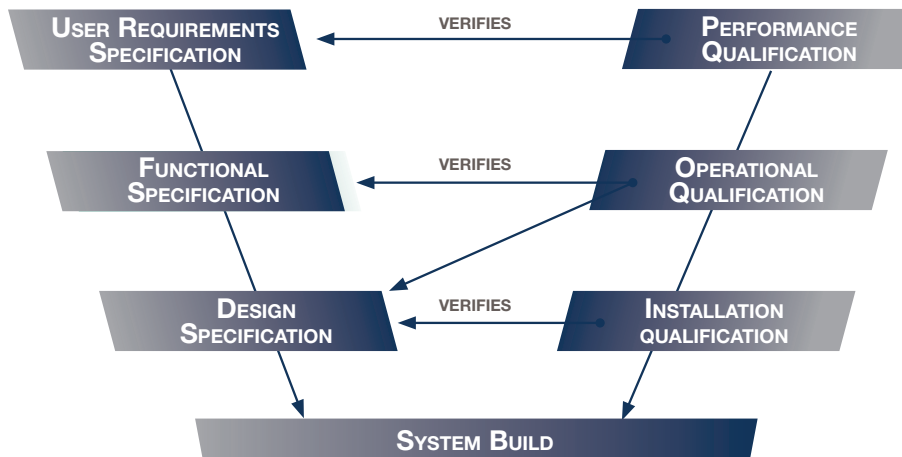 USER REQUIREMENTS
SPECIFICATION
VERIFIES
PERFORMANCE
QUALIFICATION
FUNCTIONAL
SPECIFICATION
VERIFIES
OPERATIONAL
QUALIFICATION
DESIGN
SPECIFICATION
VERIFIES
INSTALLATION
QUALIFICATION
SYSTEM BUILD